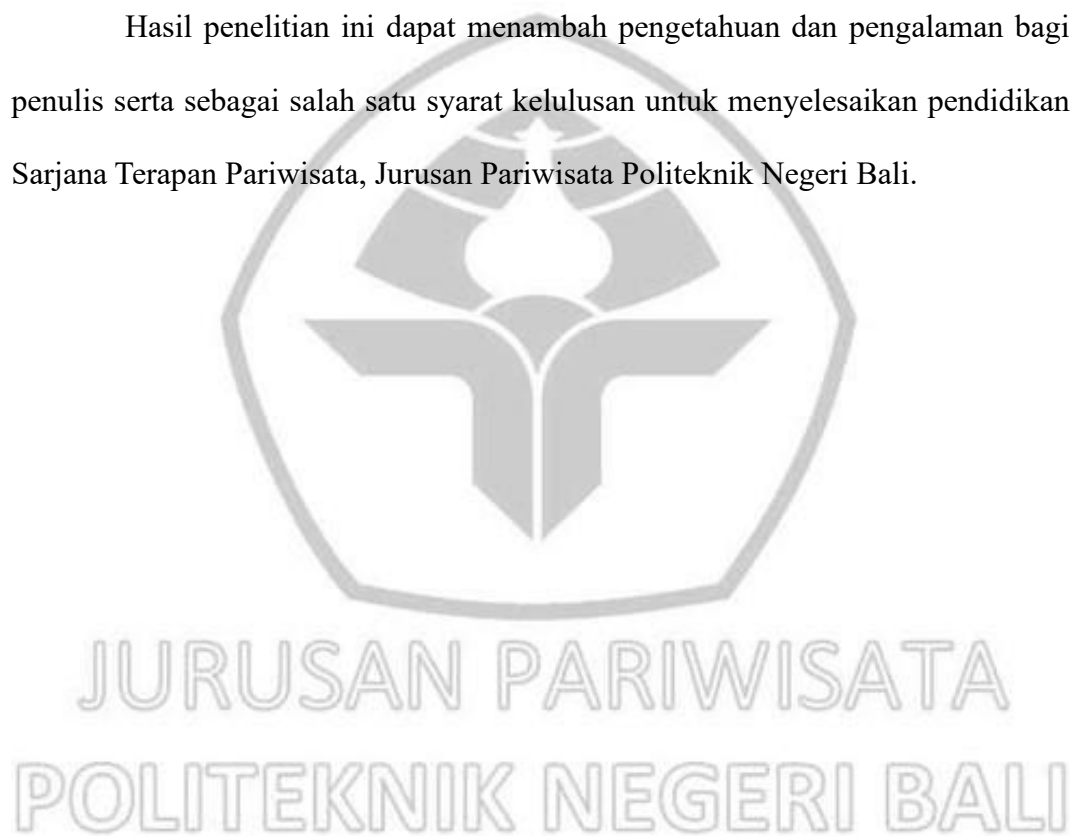 Hasil penelitian ini dapat menambah pengetahuan dan pengalaman bagi
penulis serta sebagai salah satu syarat kelulusan untuk menyelesaikan pendidikan
Sarjana Terapan Pariwisata, Jurusan Pariwisata Politeknik Negeri Bali.
JURUSAN PARIWISATA
POLITEKNIK NEGERI BALI